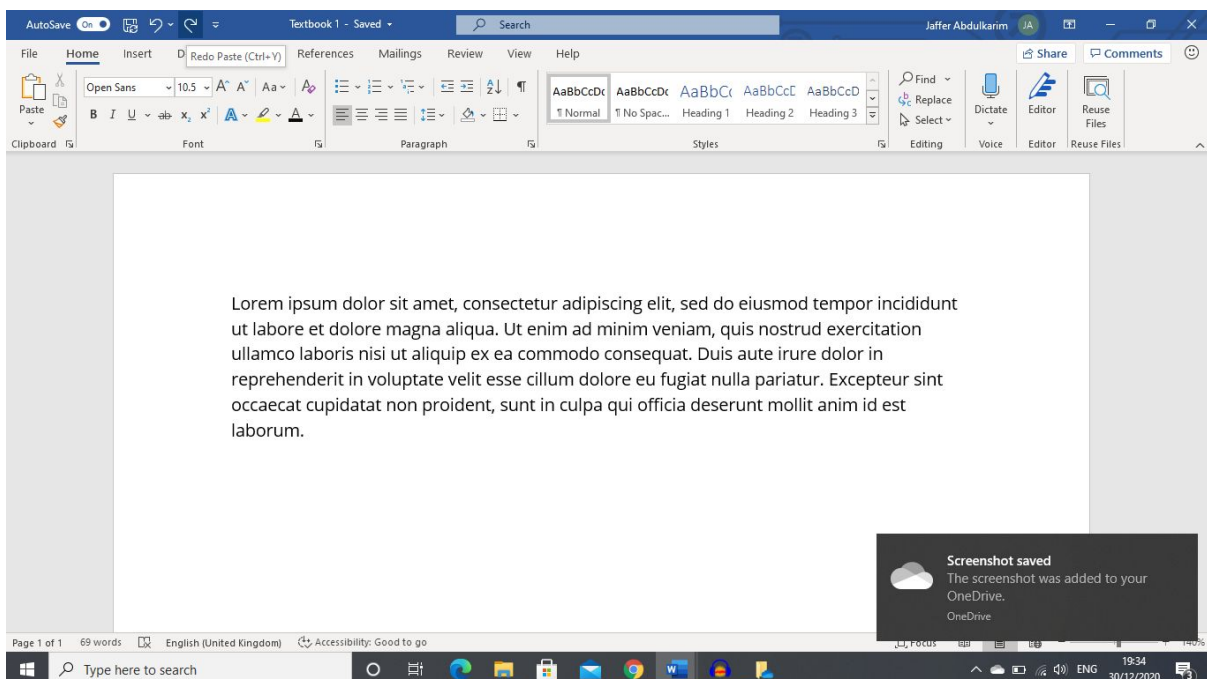 AutoSave On Textbook 1 - Saved Search Jaffer Abdulkarim JA
File Home Insert D Redo Paste (Ctrl+Y) References Mailings Review View Help Share Comments
Open Sans 10.5 A A Aa A AaBbCcDc AaBbCcDc AaBbCc AaBbCcE AaBbCcD Find
Paste Replace Dictate Editor Reuse Files
B I U ab x₂ x² A A ¶ Normal ¶ No Spac... Heading 1 Heading 2 Heading 3 Select
Clipboard Font Paragraph Styles Editing Voice Editor Reuse Files
Lorem ipsum dolor sit amet, consectetur adipiscing elit, sed do eiusmod tempor incididunt
ut labore et dolore magna aliqua. Ut enim ad minim veniam, quis nostrud exercitation
ullamco laboris nisi ut aliquip ex ea commodo consequat. Duis aute irure dolor in
reprehenderit in voluptate velit esse cillum dolore eu fugiat nulla pariatur. Excepteur sint
occaecat cupidatat non proident, sunt in culpa qui officia deserunt mollit anim id est
laborum.
Screenshot saved
The screenshot was added to your
OneDrive.
OneDrive
Page 1 of 1 69 words English (United Kingdom) Accessibility: Good to go Focus 140%
Type here to search ENG 19:34
30/12/2020 3